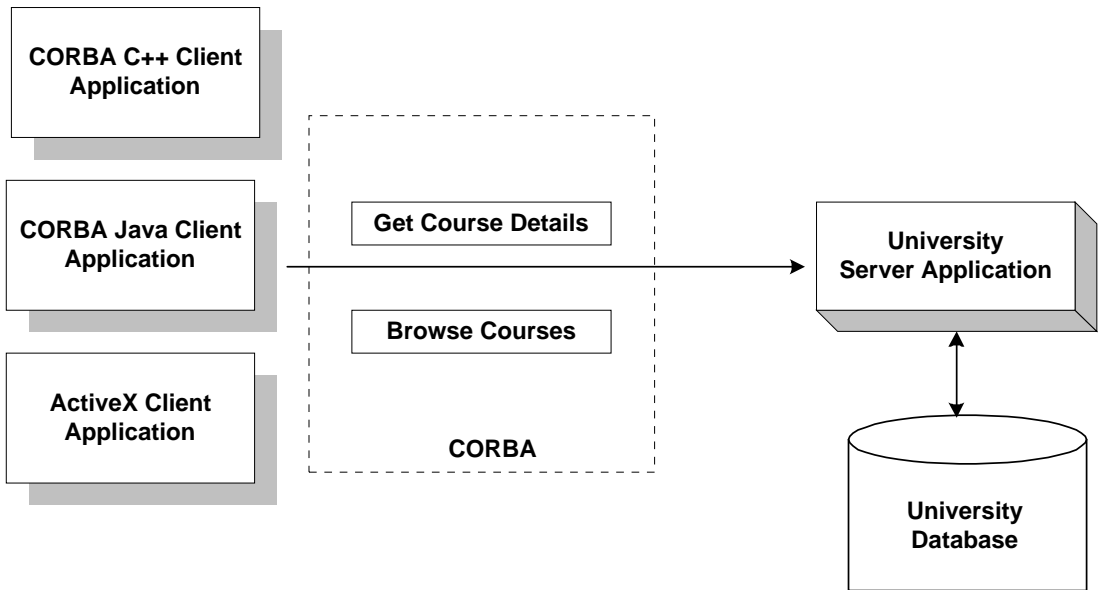 CORBA C++ Client
Application
CORBA Java Client
Application
ActiveX Client
Application
Get Course Details
Browse Courses
CORBA
University
Server Application
University
Database